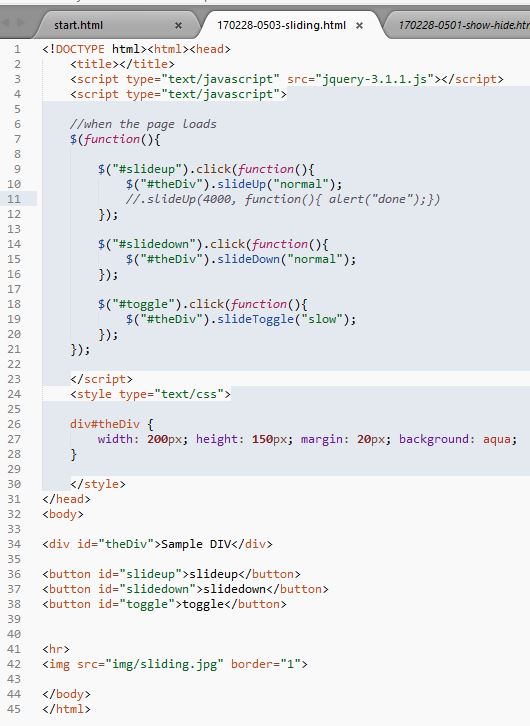 start.html × 170228-0503-sliding.html × 170228-0501-show-hide.htm
1 <!DOCTYPE html><html><head>
2 <title></title>
3 <script type="text/javascript" src="jquery-3.1.1.js"></script>
4 <script type="text/javascript">
5
6 //when the page loads
7 $(function(){
8
9 $("#slideup").click(function(){
10 $("#theDiv").slideUp("normal");
11 //.slideUp(4000, function(){ alert("done");})
12 });
13
14 $("#slidedown").click(function(){
15 $("#theDiv").slideDown("normal");
16 });
17
18 $("#toggle").click(function(){
19 $("#theDiv").slideToggle("slow");
20 });
21 });
22
23 </script>
24 <style type="text/css">
25
26 div#theDiv {
27 width: 200px; height: 150px; margin: 20px; background: aqua;
28 }
29
30 </style>
31 </head>
32 <body>
33
34 <div id="theDiv">Sample DIV</div>
35
36 <button id="slideup">slideup</button>
37 <button id="slidedown">slidedown</button>
38 <button id="toggle">toggle</button>
39
40
41 <hr>
42 <img src="img/sliding.jpg" border="1">
43
44 </body>
45 </html>